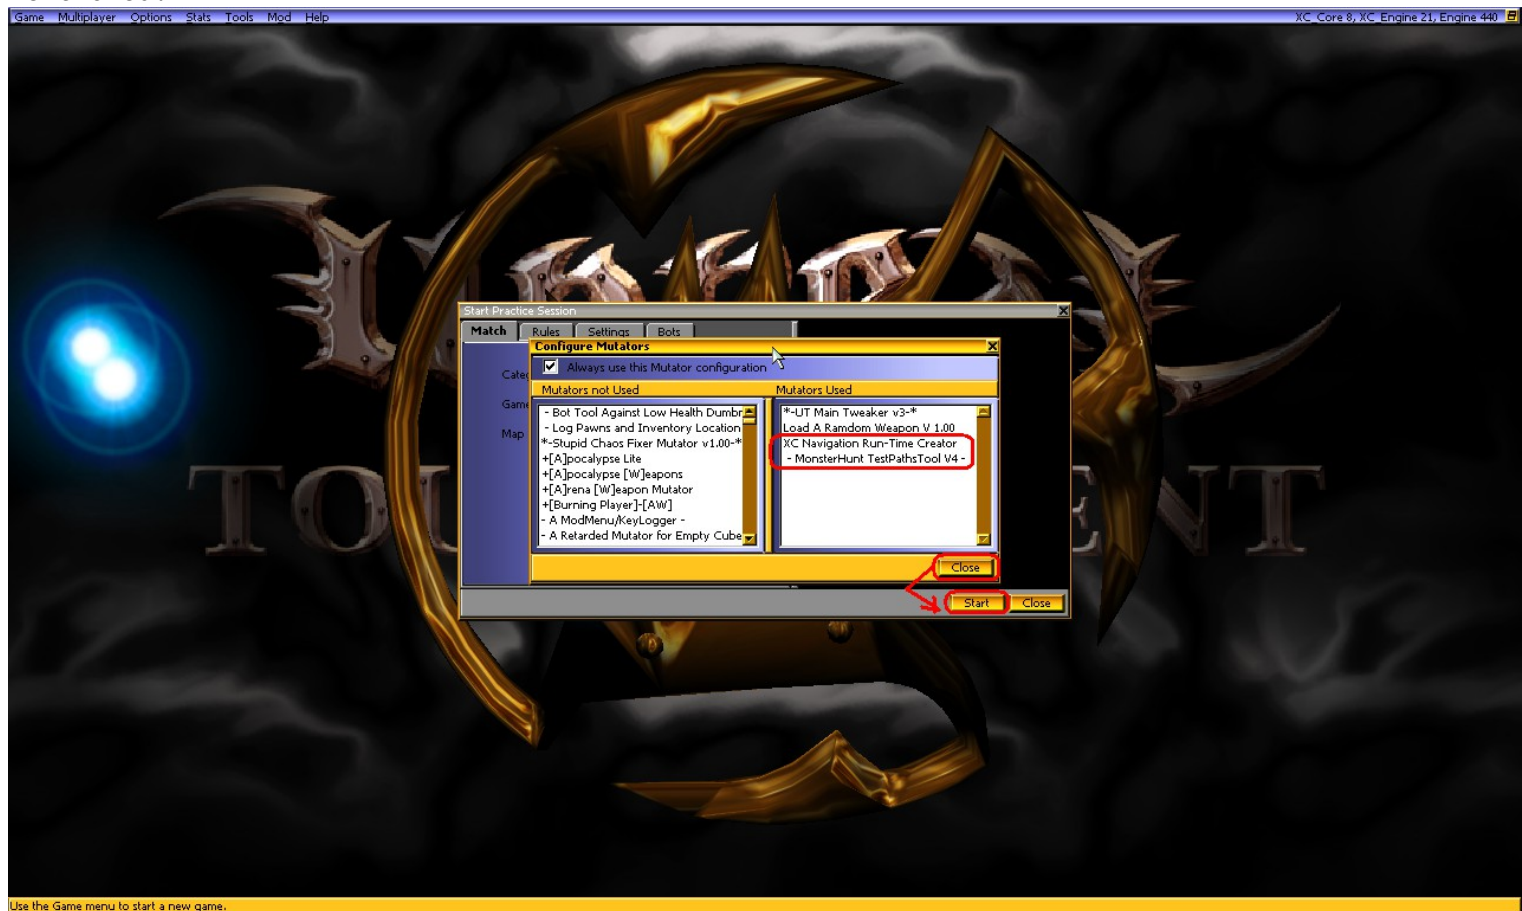 Game Multiplayer Options Stats Tools Mod Help
XC_Core 8, XC_Engine 21, Engine 440
TOU
ENT
Start Practice Session
Match Rules Settings Bots
Configure Mutators
Always use this Mutator configuration
Mutators not Used
Mutators Used
- Bot Tool Against Low Health Dumbr
- Log Pawns and Inventory Location
*-Stupid Chaos Fixer Mutator v1.00-*
+[A]pocalypse Lite
+[A]pocalypse [W]eapons
+[A]rena [W]eapon Mutator
+[Burning Player]-[AW]
- A ModMenu/KeyLogger -
- A Retarded Mutator for Empty Cube
*-UT Main Tweaker v3-*
Load A Ramdom Weapon V 1.00
XC Navigation Run-Time Creator
- MonsterHunt TestPathsTool V4 -
Categ
Game
Map
Close
Start Close
Use the Game menu to start a new game.